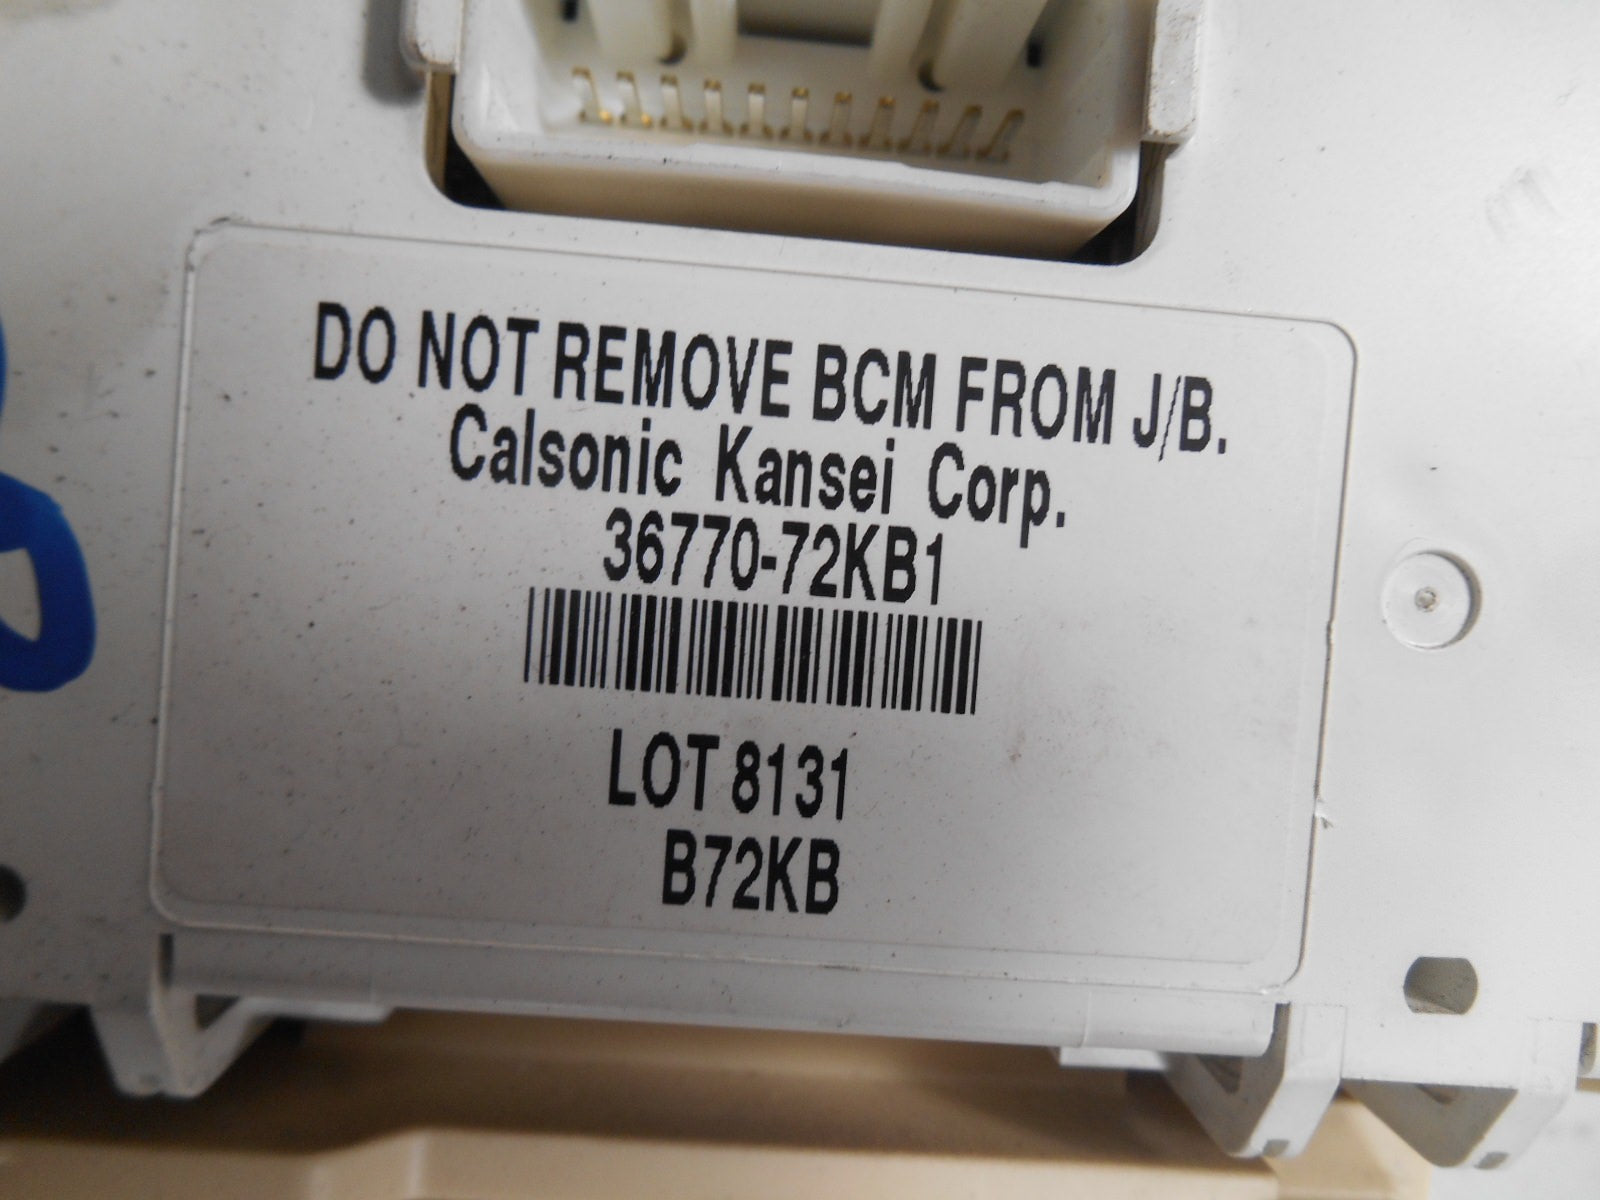 DO NOT REMOVE BCM FROM J/B.
Calsonic Kansei Corp.
36770-72KB1
LOT 8131
B72KB